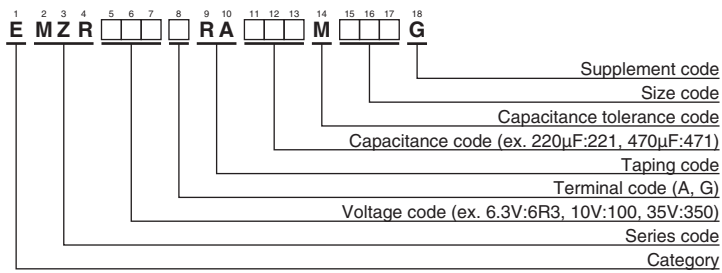 1 2 3 4 5 6 7 8 9 10 11 12 13 14 15 16 17 18
E M Z R □□□ □ R A □□□ M □□□ G
Supplement code
Size code
Capacitance tolerance code
Capacitance code (ex. 220μF:221, 470μF:471)
Taping code
Terminal code (A, G)
Voltage code (ex. 6.3V:6R3, 10V:100, 35V:350)
Series code
Category